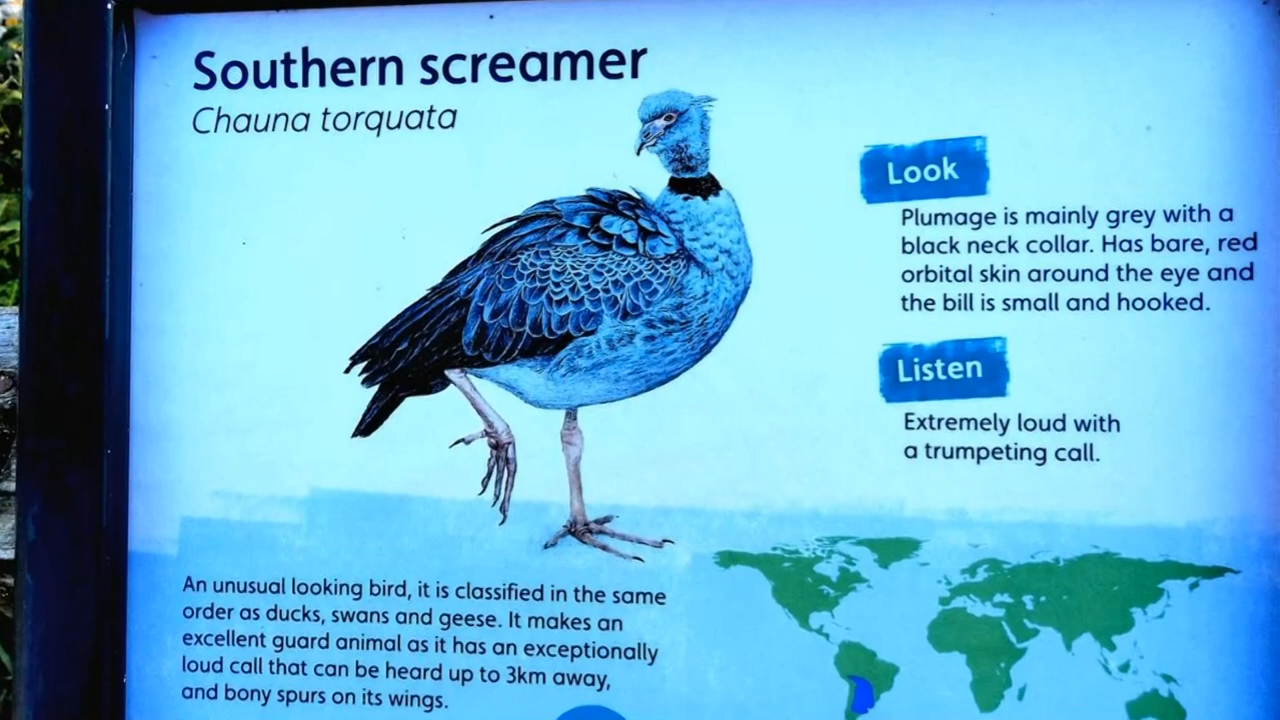 Southern screamer
Chauna torquata
Look
Plumage is mainly grey with a
black neck collar. Has bare, red
orbital skin around the eye and
the bill is small and hooked.
Listen
Extremely loud with
a trumpeting call.
An unusual looking bird, it is classified in the same
order as ducks, swans and geese. It makes an
excellent guard animal as it has an exceptionally
loud call that can be heard up to 3km away,
and bony spurs on its wings.